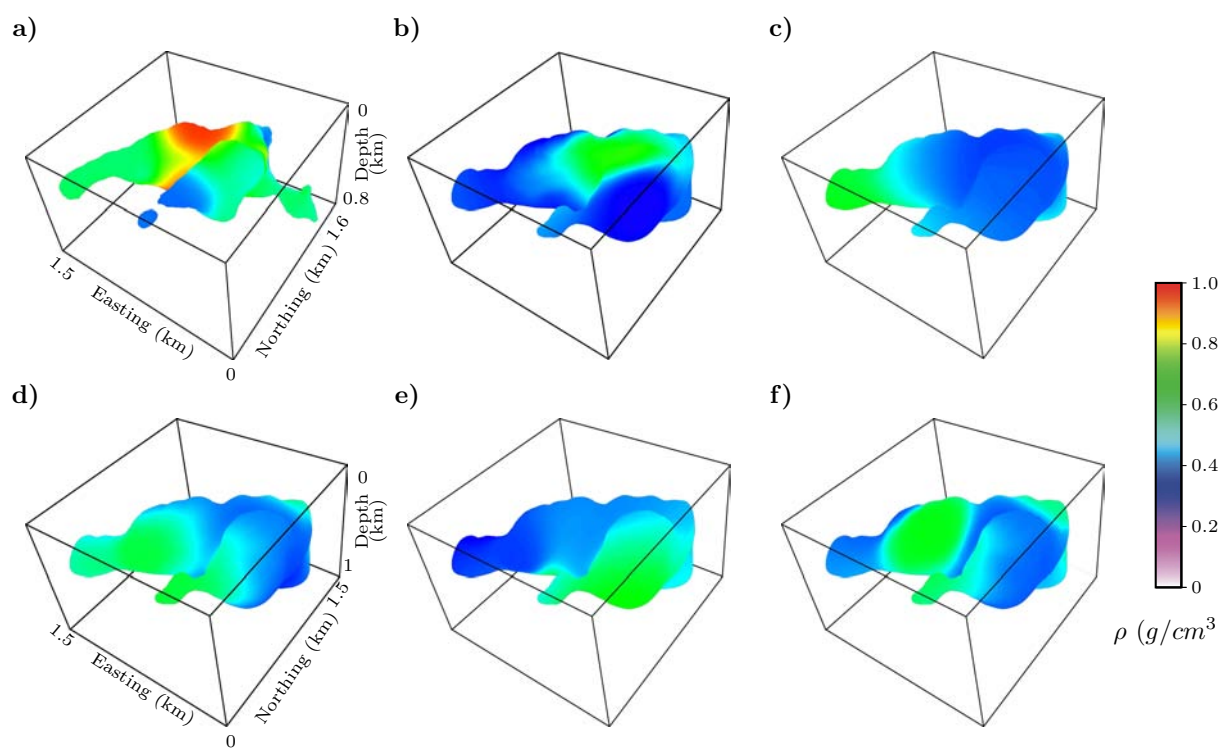 a)
b)
c)
0
Depth
(km)
0.8
1.6
Northing (km)
1.5
Easting (km)
0
1.0
0.8
0.6
0.4
0.2
0
ρ (g/cm³
d)
e)
f)
0
Depth
(km)
1
1.5
Northing (km)
1.5
Easting (km)
0